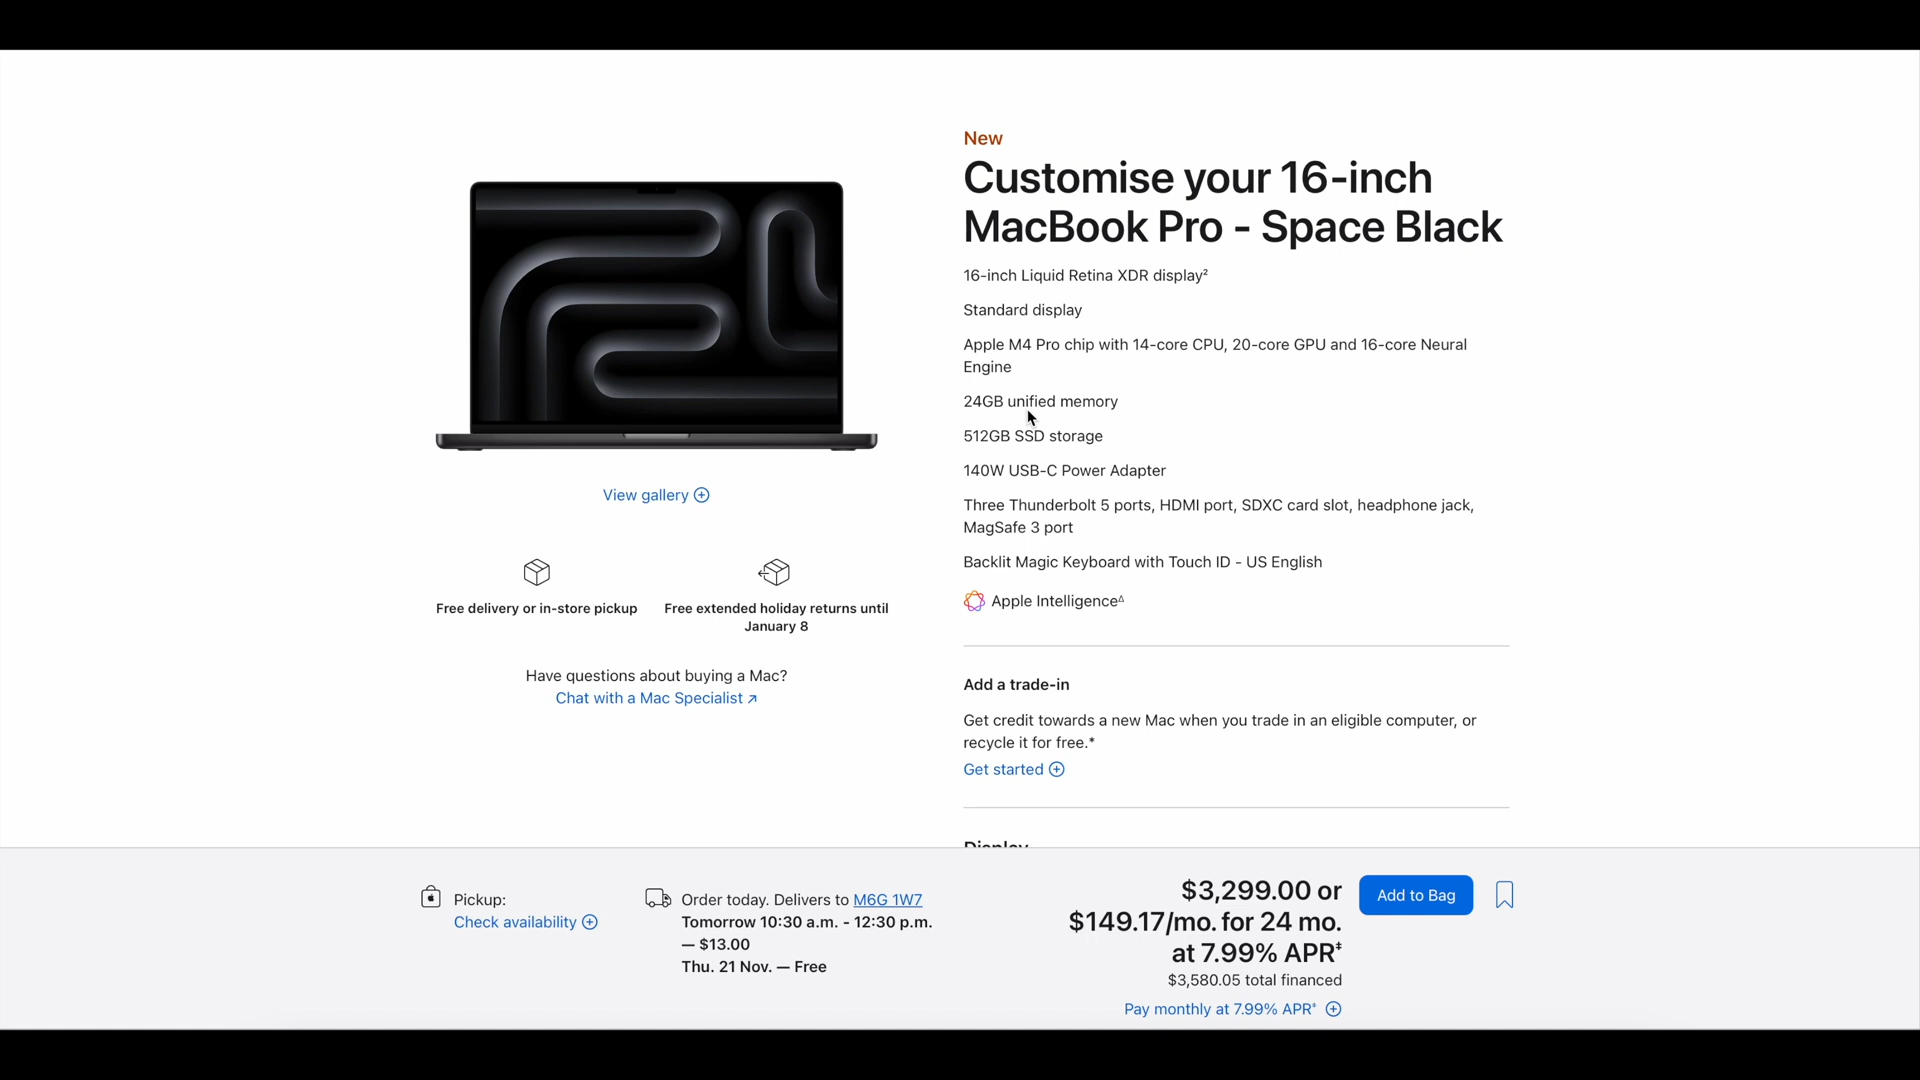 New
Customise your 16-inch
MacBook Pro - Space Black
16-inch Liquid Retina XDR display²
Standard display
Apple M4 Pro chip with 14-core CPU, 20-core GPU and 16-core Neural
Engine
24GB unified memory
512GB SSD storage
140W USB-C Power Adapter
Three Thunderbolt 5 ports, HDMI port, SDXC card slot, headphone jack,
MagSafe 3 port
Backlit Magic Keyboard with Touch ID - US English
Apple Intelligence∆
View gallery
Free delivery or in-store pickup
Free extended holiday returns until
January 8
Have questions about buying a Mac?
Chat with a Mac Specialist ↗
Add a trade-in
Get credit towards a new Mac when you trade in an eligible computer, or
recycle it for free.*
Get started
Display
Pickup:
Check availability
Order today. Delivers to M6G 1W7
Tomorrow 10:30 a.m. - 12:30 p.m.
— $13.00
Thu. 21 Nov. — Free
$3,299.00 or
$149.17/mo. for 24 mo.
at 7.99% APR‡
$3,580.05 total financed
Pay monthly at 7.99% APR‡
Add to Bag